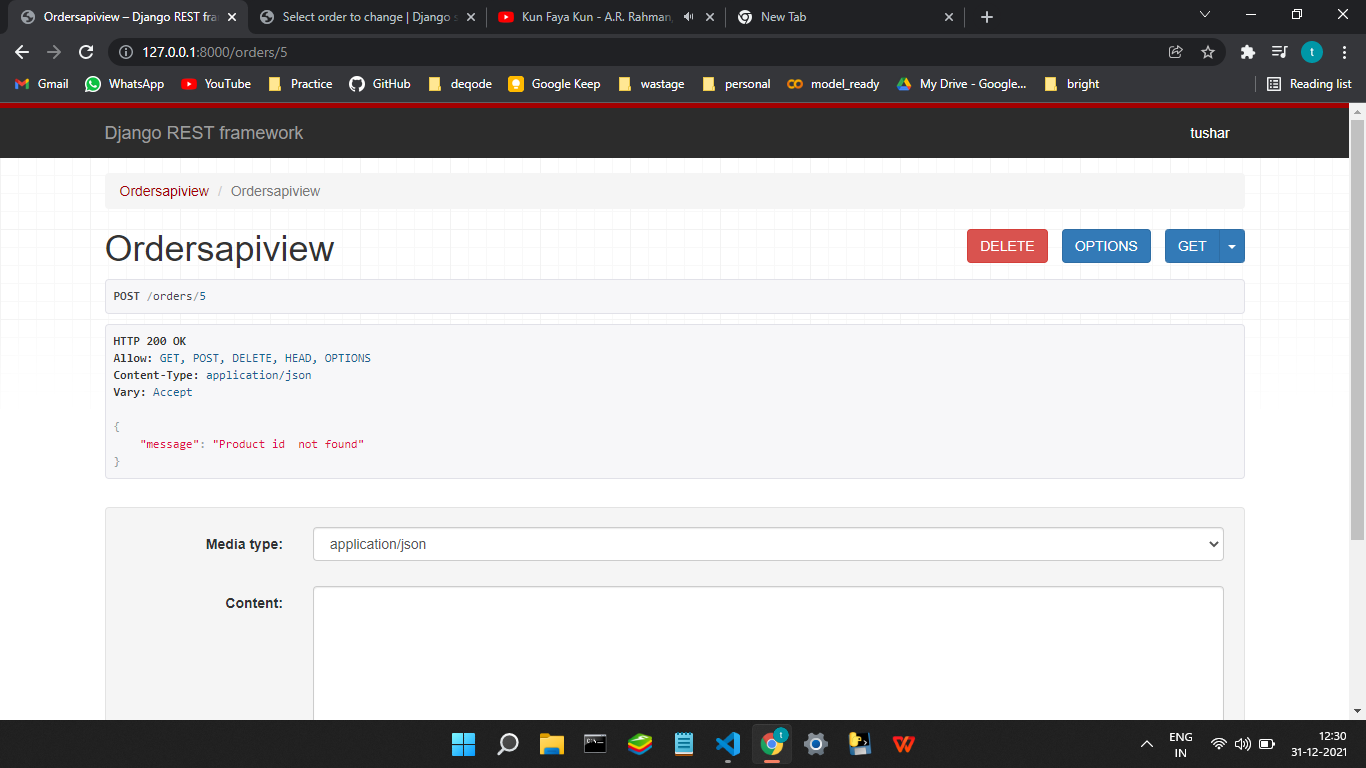 Ordersapiview – Django REST fra
Select order to change | Django s
Kun Faya Kun - A.R. Rahman,
New Tab
127.0.0.1:8000/orders/5
t
Gmail
WhatsApp
YouTube
Practice
GitHub
deqode
Google Keep
wastage
personal
model_ready
My Drive - Google...
bright
Reading list
Django REST framework
tushar
Ordersapiview / Ordersapiview
Ordersapiview
DELETE
OPTIONS
GET
POST /orders/5
HTTP 200 OK
Allow: GET, POST, DELETE, HEAD, OPTIONS
Content-Type: application/json
Vary: Accept
{
"message": "Product id  not found"
}
Media type:
application/json
Content:
t
ENG
IN
12:30
31-12-2021